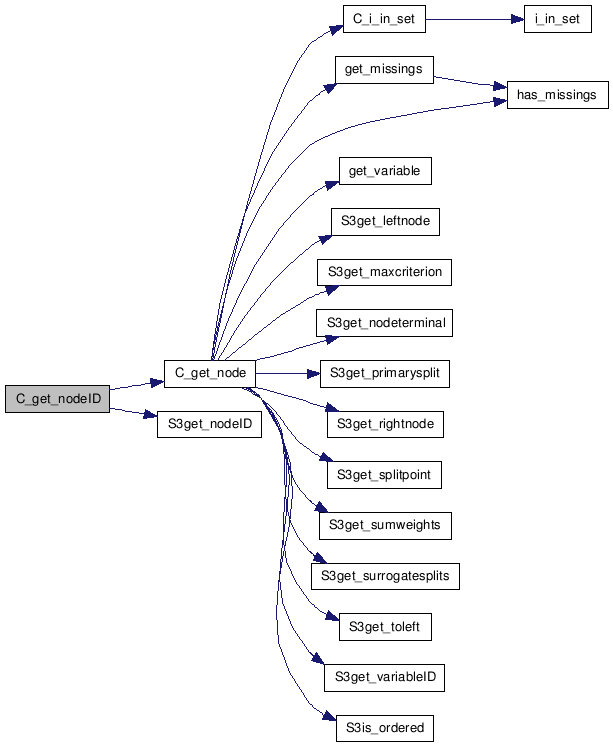 C_i_in_set
i_in_set
get_missings
has_missings
get_variable
S3get_leftnode
S3get_maxcriterion
S3get_nodeterminal
C_get_node
S3get_primarysplit
C_get_nodeID
S3get_nodeID
S3get_rightnode
S3get_splitpoint
S3get_sumweights
S3get_surrogatesplits
S3get_toleft
S3get_variableID
S3is_ordered